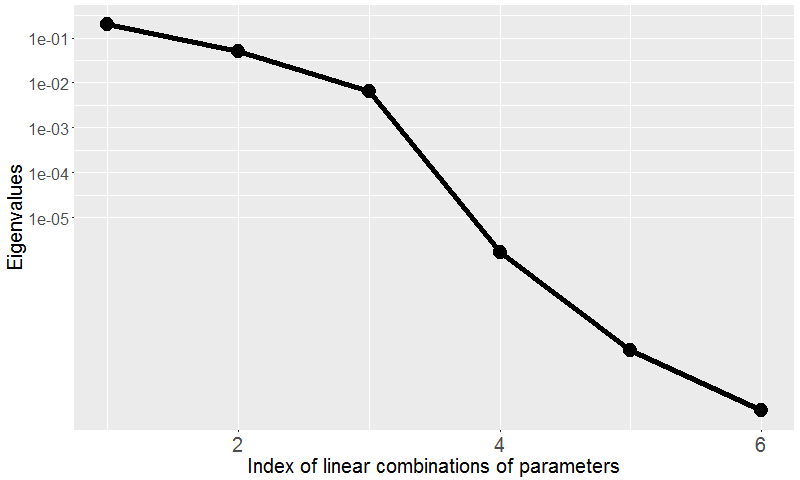 1e-01
1e-02
1e-03
1e-04
1e-05
Eigenvalues
2 4 6
Index of linear combinations of parameters